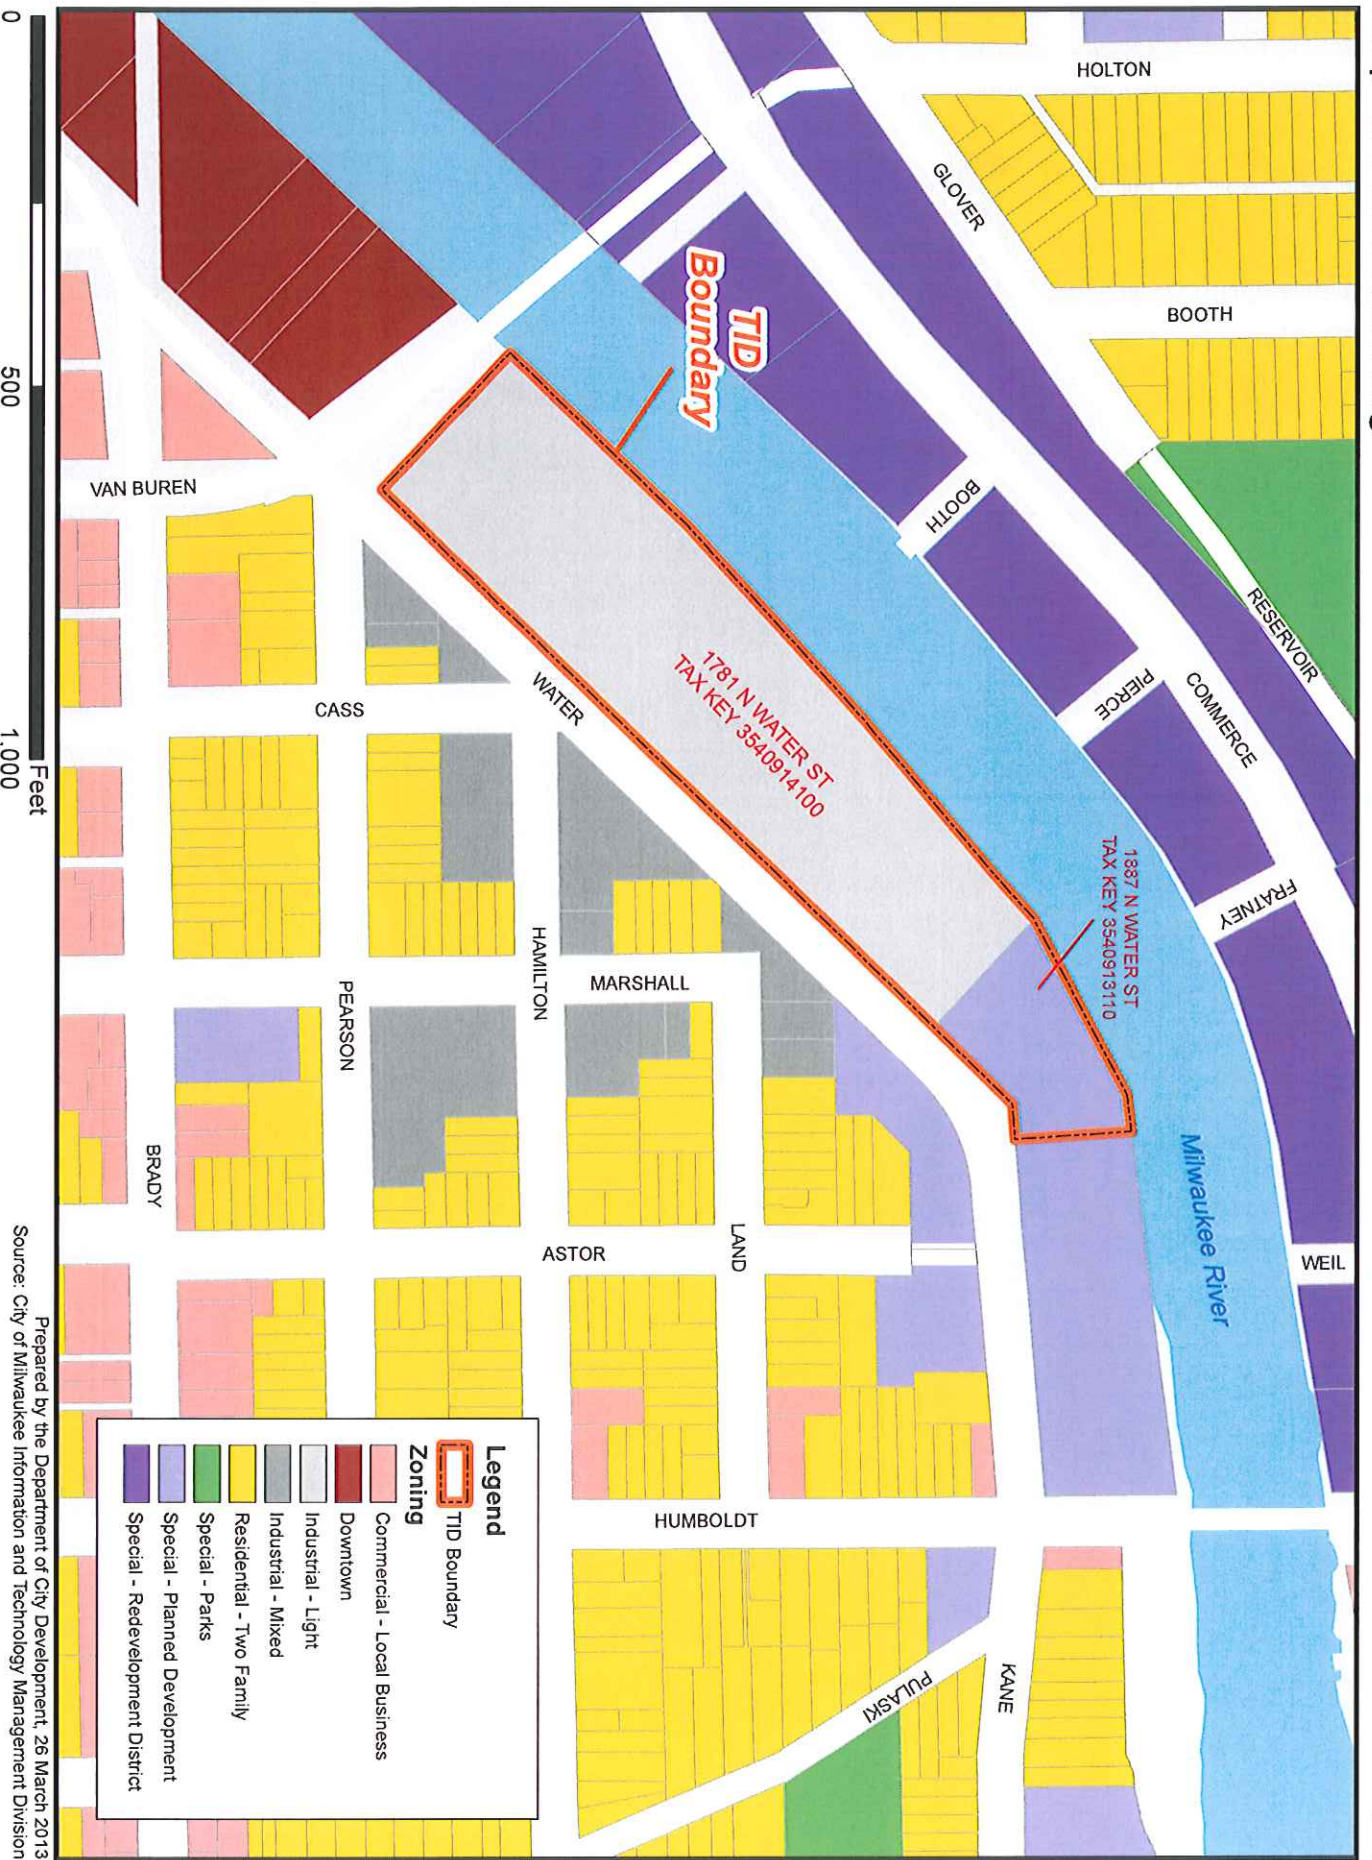 HOLTON
GLOVER
BOOTH
RESERVOIR
COMMERCE
BOOTH
PIERCE
FRATNEY
WEIL
TID
Boundary
Milwaukee River
1887 N WATER ST
TAX KEY 3540913110
1781 N WATER ST
TAX KEY 3540914100
WATER
VAN BUREN
CASS
HAMILTON
MARSHALL
PEARSON
BRADY
ASTOR
LAND
HUMBOLDT
KANE
PULASKI
Legend
TID Boundary
Zoning
Commercial - Local Business
Downtown
Industrial - Light
Industrial - Mixed
Residential - Two Family
Special - Parks
Special - Planned Development
Special - Redevelopment District
0
500
1,000
Feet
Prepared by the Department of City Development, 26 March 2013
Source: City of Milwaukee Information and Technology Management Division